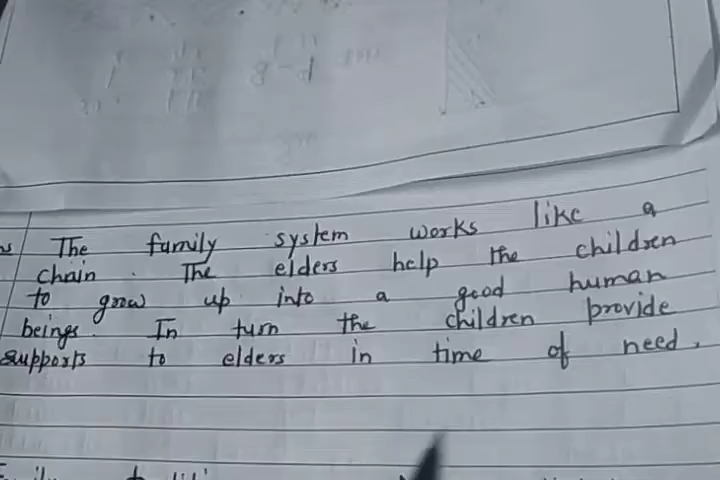 The family system works like a
chain. The elders help the children
to grow up into a good human
beings. In turn the children provide
supports to elders in time of need.